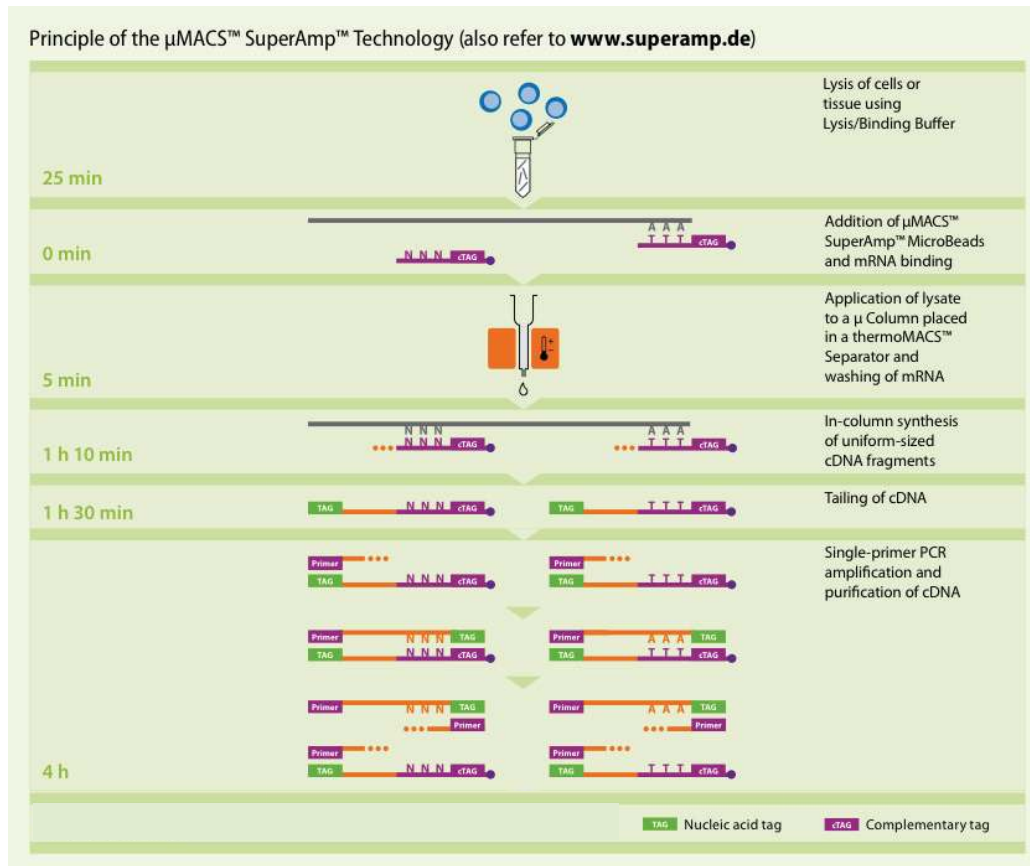 Principle of the µMACS™ SuperAmp™ Technology (also refer to www.superamp.de)
Lysis of cells or
tissue using
Lysis/Binding Buffer
25 min
A A A
T T T cTAG
N N N cTAG
Addition of µMACS™
SuperAmp™ MicroBeads
and mRNA binding
0 min
+
−
Application of lysate
to a µ Column placed
in a thermoMACS™
Separator and
washing of mRNA
5 min
N N N A A A
N N N cTAG T T T cTAG
In-column synthesis
of uniform-sized
cDNA fragments
1 h 10 min
TAG N N N cTAG TAG T T T cTAG
Tailing of cDNA
1 h 30 min
Primer Primer
TAG N N N cTAG TAG T T T cTAG
Single-primer PCR
amplification and
purification of cDNA
Primer N N N TAG Primer A A A TAG
TAG N N N cTAG TAG T T T cTAG
Primer N N N TAG Primer A A A TAG
Primer Primer
Primer Primer
TAG N N N cTAG TAG T T T cTAG
4 h
TAG Nucleic acid tag cTAG Complementary tag